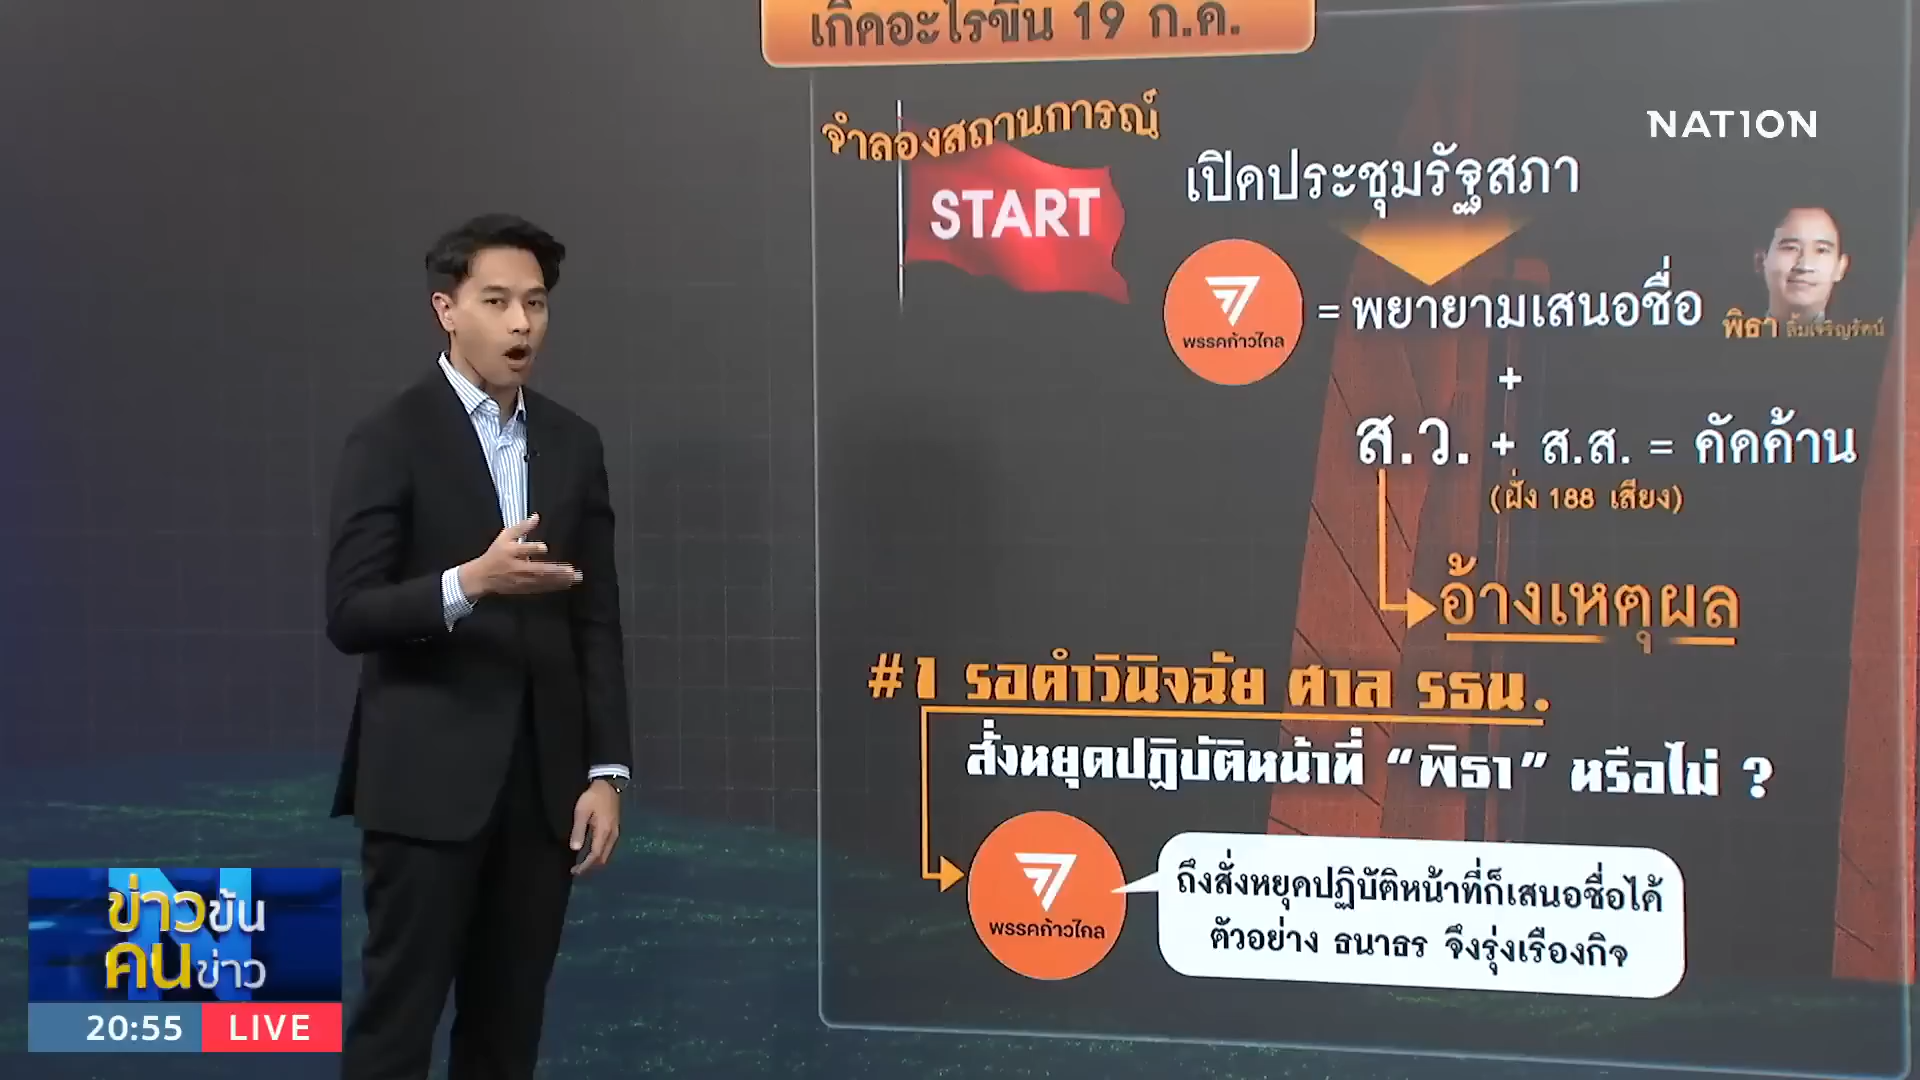 เกิดอะไรขึ้น 19 ก.ค.
NATION
จำลองสถานการณ์
START
เปิดประชุมรัฐสภา
พรรคก้าวไกล
= พยายามเสนอชื่อ
พิธา ลิ้มเจริญรัตน์
+
ส.ว. + ส.ส. = คัดค้าน
(ฝั่ง 188 เสียง)
อ้างเหตุผล
#1 รอคำวินิจฉัย ศาล รธน.
สั่งหยุดปฏิบัติหน้าที่ “พิธา” หรือไม่ ?
พรรคก้าวไกล
ถึงสั่งหยุดปฏิบัติหน้าที่ก็เสนอชื่อได้
ตัวอย่าง ธนาธร จึงรุ่งเรืองกิจ
ข่าวข้น
คนข่าว
20:55 LIVE